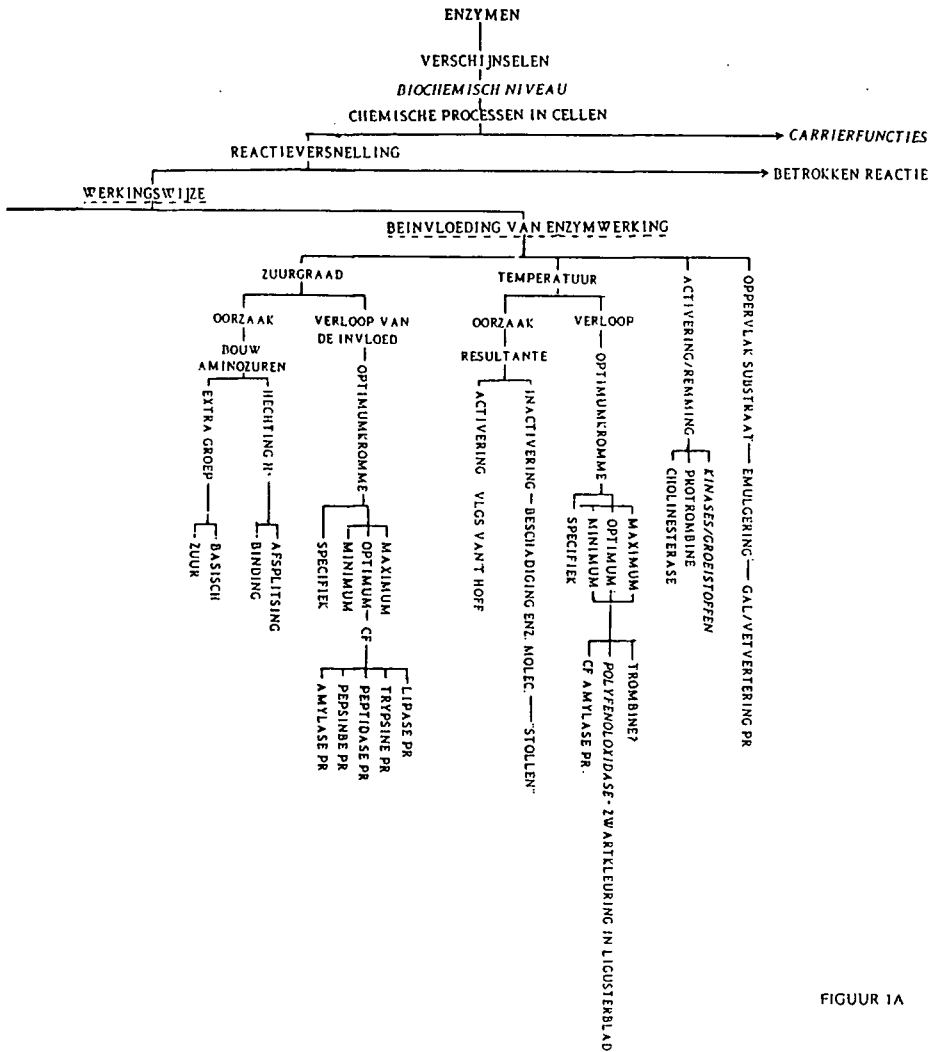 ENZYMEN
VERSCHIJNSELEN
BIOCHEMISCH NIVEAU
CHEMISCHE PROCESSEN IN CELLEN
CARRIERFUNCTIES
REACTIEVERSNELLING
BETROKKEN REACTIE
WERKINGSWIJZE
BEINVLOEDING VAN ENZYMWERKING
ZUURGRAAD
OORZAAK
BOUW
AMINOZUREN
EXTRA GROEP
ZUUR
BASISCH
HECHTING H+
BINDING
AFSPLITSING
VERLOOP VAN
DE INVLOED
OPTIMUMKROMME
SPECIFIEK
MINIMUM
OPTIMUM — CF
MAXIMUM
AMYLASE PR
PEPSINBE PR
PEPTIDASE PR
TRYPSINE PR
LIPASE PR
TEMPERATUUR
OORZAAK
RESULTANTE
ACTIVERING VLGS VAN'T HOFF
INACTIVERING — BESCHADIGING ENZ. MOLEC. — "STOLLEN"
VERLOOP
OPTIMUMKROMME
SPECIFIEK
MINIMUM
OPTIMUM
MAXIMUM
CF AMYLASE PR.
POLYFENOLOXIDASE - ZWARTKLEURING IN LIGUSTERBLAD
TROMBINE?
ACTIVERING/REMMING
CHOLINESTERASE
PROTROMBINE
KINASES/GROEISTOFFEN
OPPERVLAK SUBSTRAAT — EMULGERING — GAL/VETVERTERING PR
FIGUUR 1A